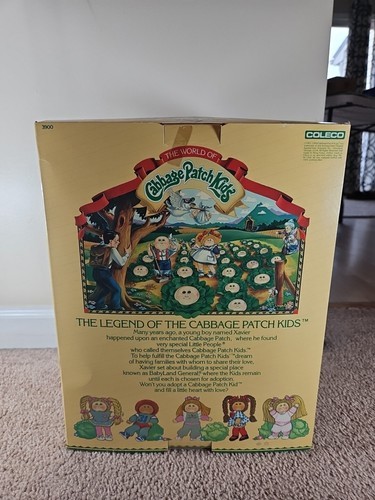 3900
COLECO
THE WORLD OF
Cabbage Patch Kids
THE LEGEND OF THE CABBAGE PATCH KIDS™
Many years ago, a young boy named Xavier
happened upon an enchanted Cabbage Patch, where he found
very special Little People®
who called themselves Cabbage Patch Kids.™
To help fulfill the Cabbage Patch Kids™ dream
of having families with whom to share their love,
Xavier set about building a special place
known as BabyLand General® where the Kids remain
until each is chosen for adoption.
Won't you adopt a Cabbage Patch Kid™
and fill a little heart with love?